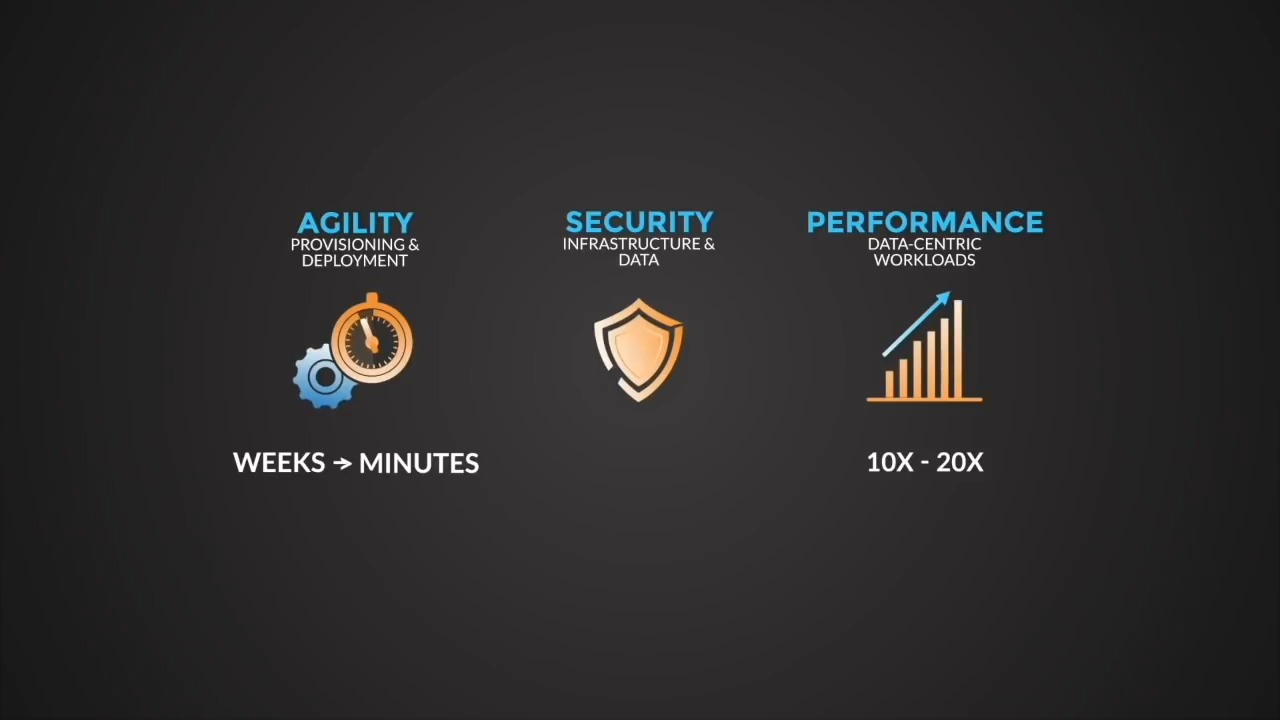 AGILITY
PROVISIONING &
DEPLOYMENT
WEEKS → MINUTES
SECURITY
INFRASTRUCTURE &
DATA
PERFORMANCE
DATA-CENTRIC
WORKLOADS
10X - 20X